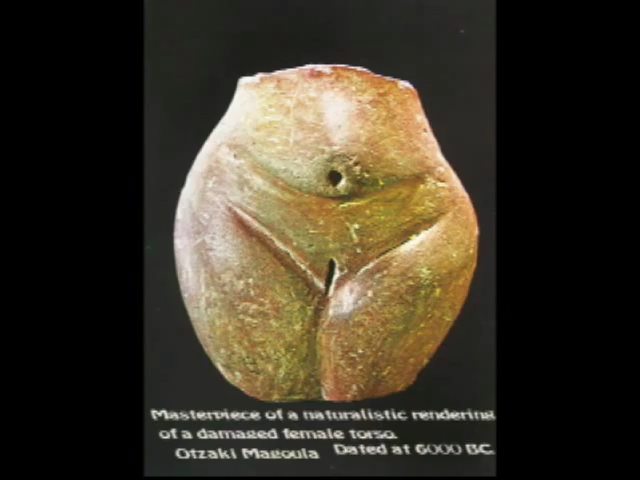 Masterpiece of a naturalistic rendering
of a damaged female torso.
Otzaki Magoula Dated at 6000 BC.